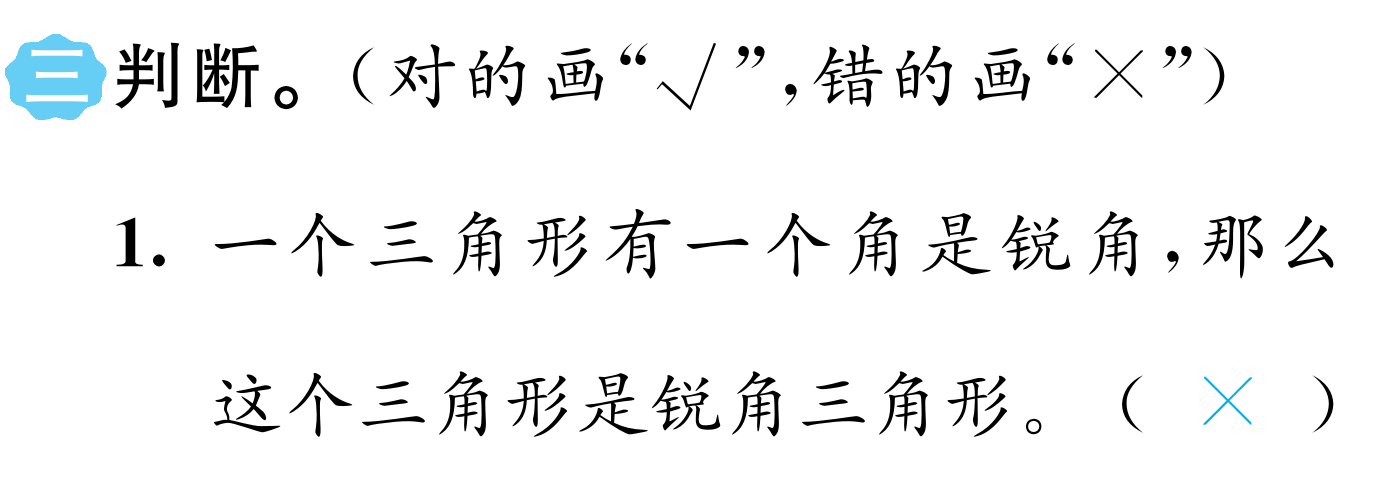 三 判断。(对的画“√”,错的画“×”)
1. 一个三角形有一个角是锐角,那么
这个三角形是锐角三角形。( × )